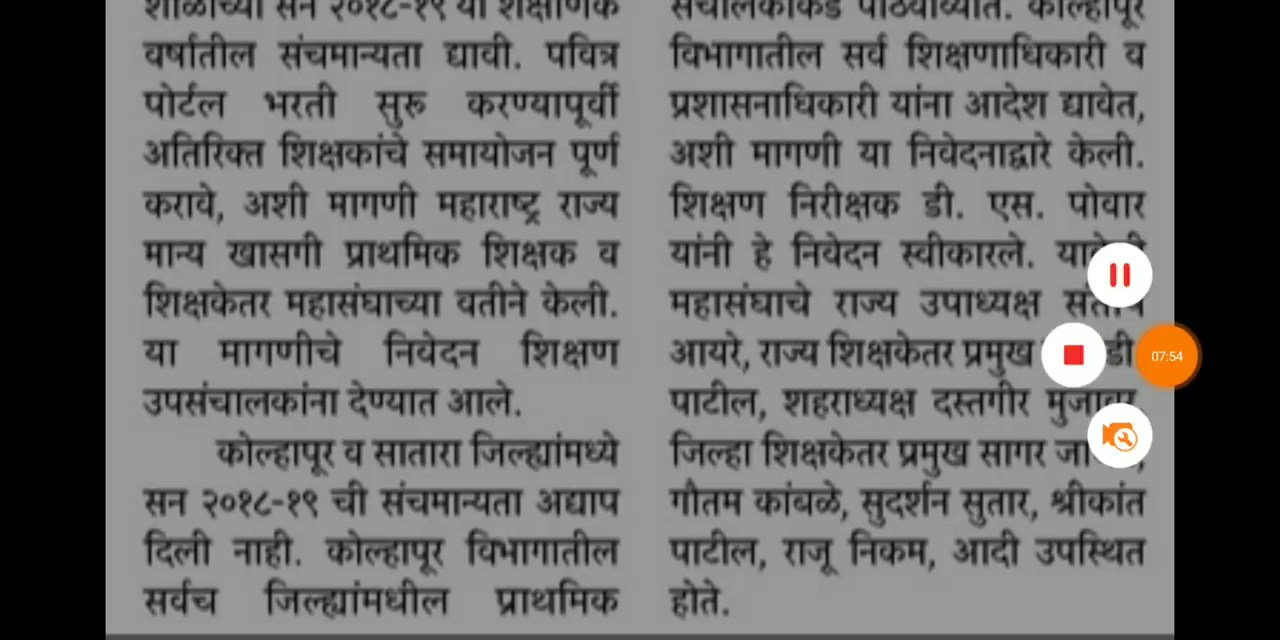 शाळांच्या सन २०१८-१९ या शैक्षणिक
वर्षातील संचमान्यता द्यावी. पवित्र
पोर्टल भरती सुरू करण्यापूर्वी
अतिरिक्त शिक्षकांचे समायोजन पूर्ण
करावे, अशी मागणी महाराष्ट्र राज्य
मान्य खासगी प्राथमिक शिक्षक व
शिक्षकेतर महासंघाच्या वतीने केली.
या मागणीचे निवेदन शिक्षण
उपसंचालकांना देण्यात आले.
कोल्हापूर व सातारा जिल्ह्यांमध्ये
सन २०१८-१९ ची संचमान्यता अद्याप
दिली नाही. कोल्हापूर विभागातील
सर्वच जिल्ह्यांमधील प्राथमिक
पाठवाव्यात. कोल्हापूर
विभागातील सर्व शिक्षणाधिकारी व
प्रशासनाधिकारी यांना आदेश द्यावेत,
अशी मागणी या निवेदनाद्वारे केली.
शिक्षण निरीक्षक डी. एस. पोवार
यांनी हे निवेदन स्वीकारले.
महासंघाचे राज्य उपाध्यक्ष
आयरे, राज्य शिक्षकेतर प्रमुख डी
पाटील, शहराध्यक्ष दस्तगीर मुजावर,
जिल्हा शिक्षकेतर प्रमुख सागर
गौतम कांबळे, सुदर्शन सुतार, श्रीकांत
पाटील, राजू निकम, आदी उपस्थित
होते.
07:54